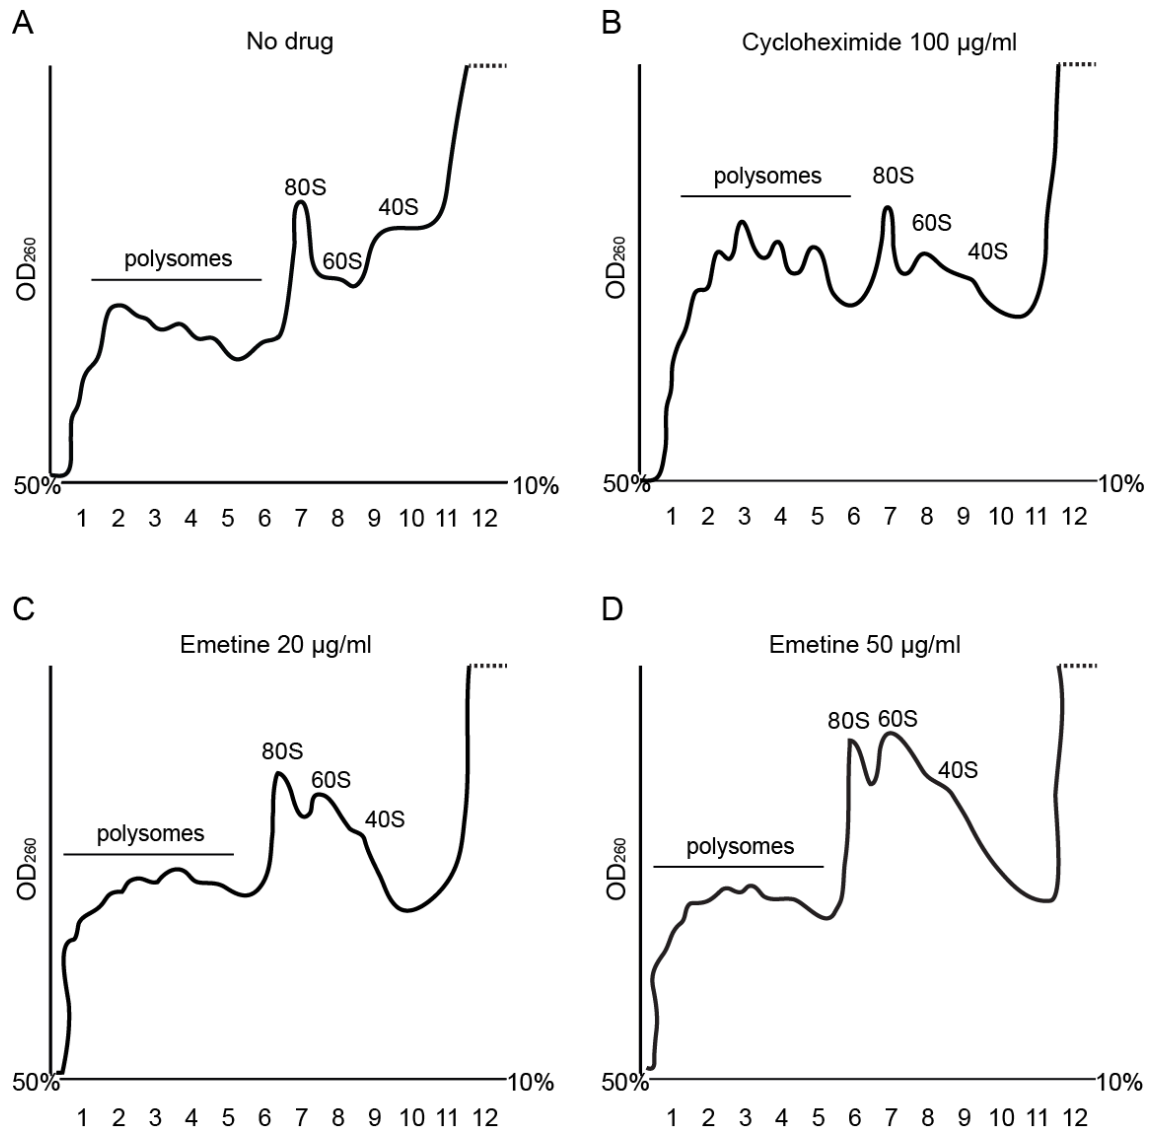 A
No drug
OD260
polysomes
80S
60S
40S
50%
10%
1 2 3 4 5 6 7 8 9 10 11 12
B
Cycloheximide 100 µg/ml
OD260
polysomes
80S
60S
40S
50%
10%
1 2 3 4 5 6 7 8 9 10 11 12
C
Emetine 20 µg/ml
OD260
polysomes
80S
60S
40S
50%
10%
1 2 3 4 5 6 7 8 9 10 11 12
D
Emetine 50 µg/ml
OD260
polysomes
80S 60S
40S
50%
10%
1 2 3 4 5 6 7 8 9 10 11 12